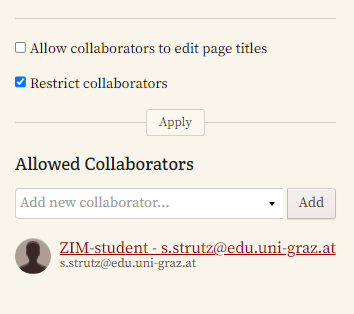 Allow collaborators to edit page titles
Restrict collaborators
Apply
Allowed Collaborators
Add new collaborator...
Add
ZIM-student - s.strutz@edu.uni-graz.at
s.strutz@edu.uni-graz.at